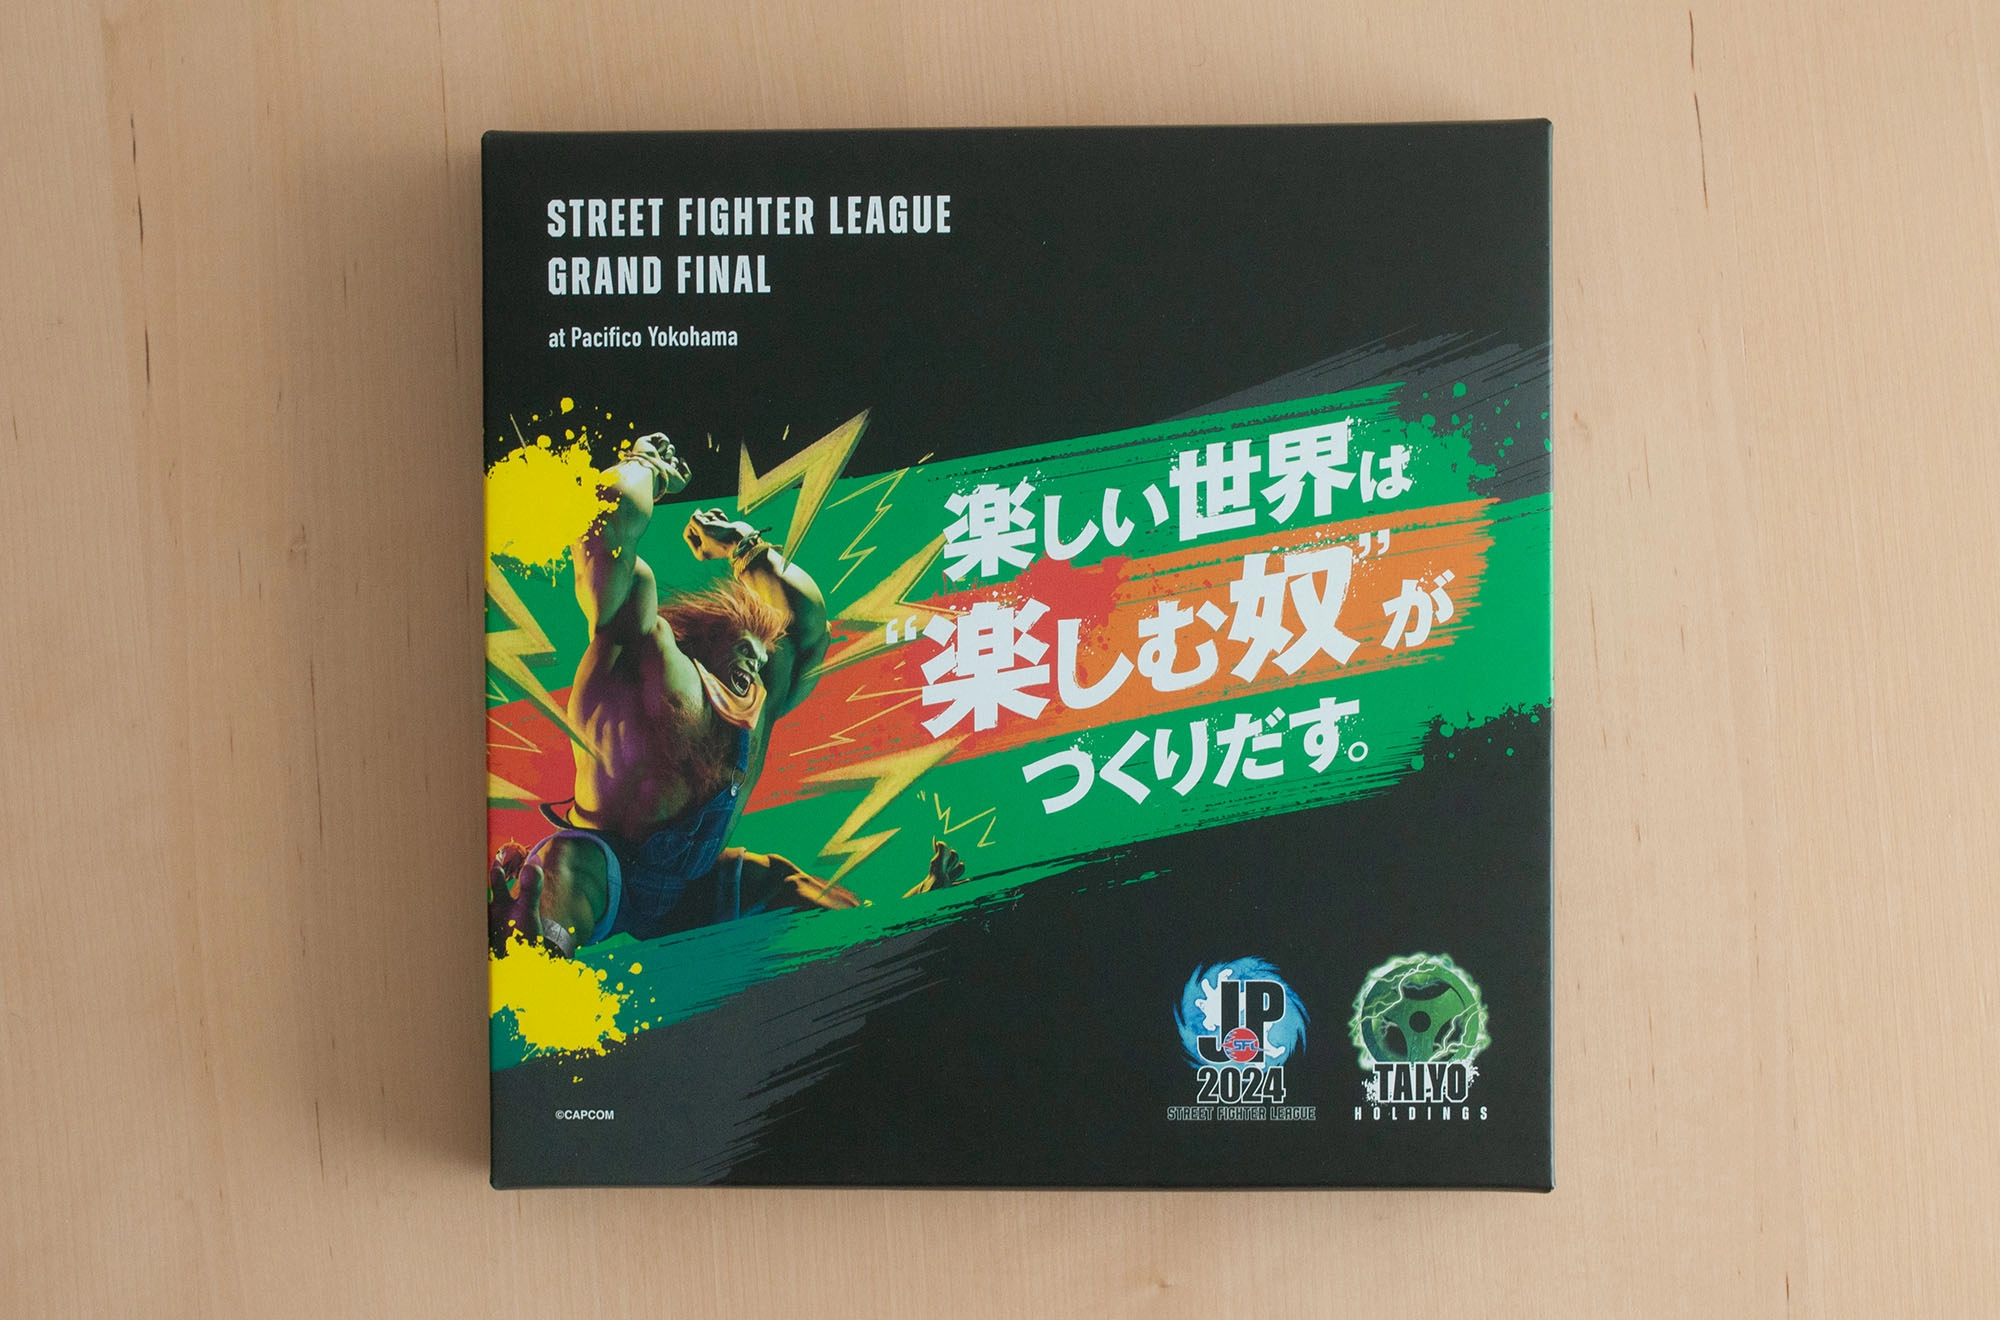 STREET FIGHTER LEAGUE
GRAND FINAL
at Pacifico Yokohama
楽しい世界は
“楽しむ奴”が
つくりだす。
JP
SFL
2024
STREET FIGHTER LEAGUE
TAIYO
HOLDINGS
©CAPCOM